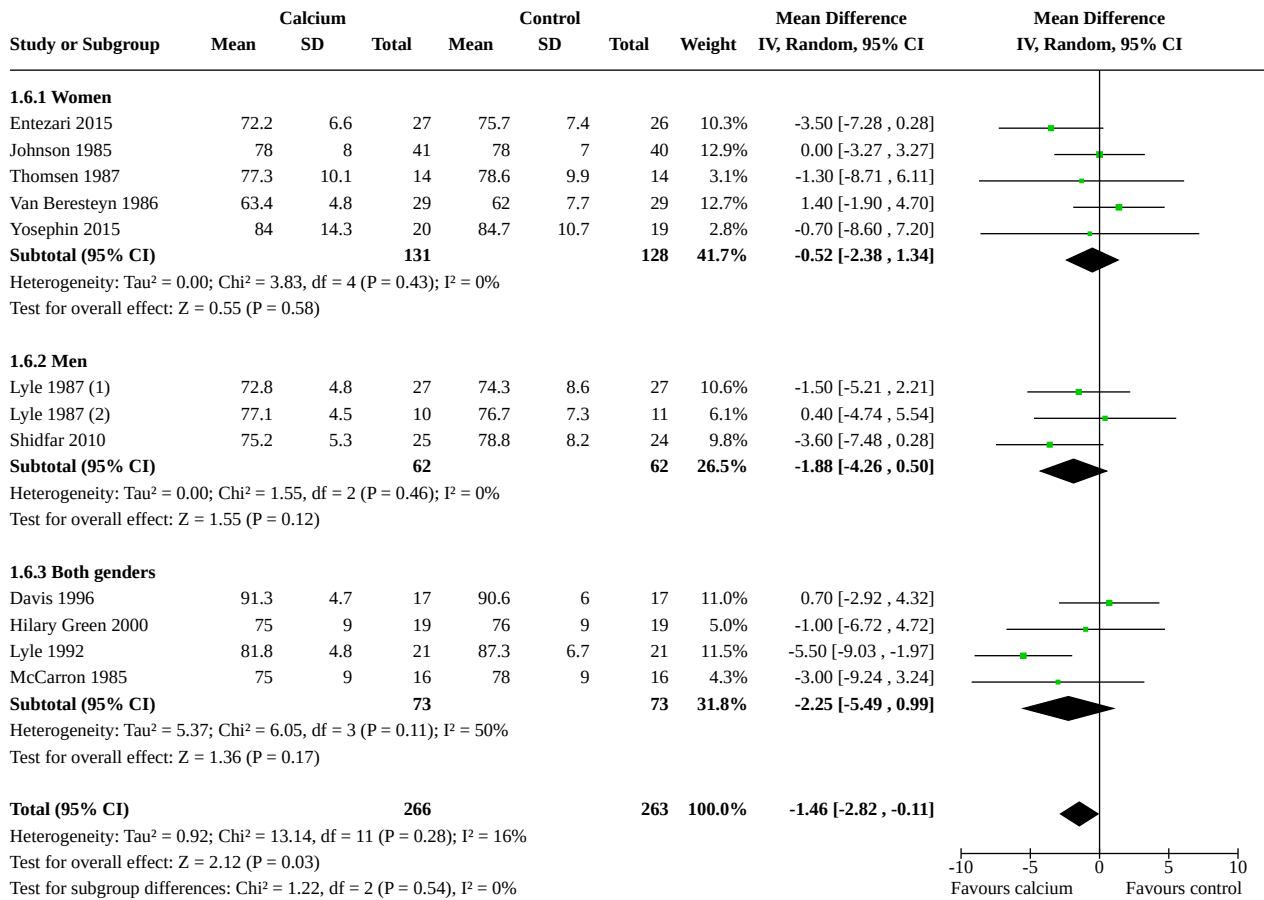 Calcium Control Mean Difference Mean Difference
Study or Subgroup Mean SD Total Mean SD Total Weight IV, Random, 95% CI IV, Random, 95% CI
1.6.1 Women
Entezari 2015 72.2 6.6 27 75.7 7.4 26 10.3% -3.50 [-7.28 , 0.28]
Johnson 1985 78 8 41 78 7 40 12.9% 0.00 [-3.27 , 3.27]
Thomsen 1987 77.3 10.1 14 78.6 9.9 14 3.1% -1.30 [-8.71 , 6.11]
Van Beresteyn 1986 63.4 4.8 29 62 7.7 29 12.7% 1.40 [-1.90 , 4.70]
Yosephin 2015 84 14.3 20 84.7 10.7 19 2.8% -0.70 [-8.60 , 7.20]
Subtotal (95% CI) 131 128 41.7% -0.52 [-2.38 , 1.34]
Heterogeneity: Tau² = 0.00; Chi² = 3.83, df = 4 (P = 0.43); I² = 0%
Test for overall effect: Z = 0.55 (P = 0.58)
1.6.2 Men
Lyle 1987 (1) 72.8 4.8 27 74.3 8.6 27 10.6% -1.50 [-5.21 , 2.21]
Lyle 1987 (2) 77.1 4.5 10 76.7 7.3 11 6.1% 0.40 [-4.74 , 5.54]
Shidfar 2010 75.2 5.3 25 78.8 8.2 24 9.8% -3.60 [-7.48 , 0.28]
Subtotal (95% CI) 62 62 26.5% -1.88 [-4.26 , 0.50]
Heterogeneity: Tau² = 0.00; Chi² = 1.55, df = 2 (P = 0.46); I² = 0%
Test for overall effect: Z = 1.55 (P = 0.12)
1.6.3 Both genders
Davis 1996 91.3 4.7 17 90.6 6 17 11.0% 0.70 [-2.92 , 4.32]
Hilary Green 2000 75 9 19 76 9 19 5.0% -1.00 [-6.72 , 4.72]
Lyle 1992 81.8 4.8 21 87.3 6.7 21 11.5% -5.50 [-9.03 , -1.97]
McCarron 1985 75 9 16 78 9 16 4.3% -3.00 [-9.24 , 3.24]
Subtotal (95% CI) 73 73 31.8% -2.25 [-5.49 , 0.99]
Heterogeneity: Tau² = 5.37; Chi² = 6.05, df = 3 (P = 0.11); I² = 50%
Test for overall effect: Z = 1.36 (P = 0.17)
Total (95% CI) 266 263 100.0% -1.46 [-2.82 , -0.11]
Heterogeneity: Tau² = 0.92; Chi² = 13.14, df = 11 (P = 0.28); I² = 16%
Test for overall effect: Z = 2.12 (P = 0.03)
-10 -5 0 5 10
Test for subgroup differences: Chi² = 1.22, df = 2 (P = 0.54), I² = 0%
Favours calcium Favours control